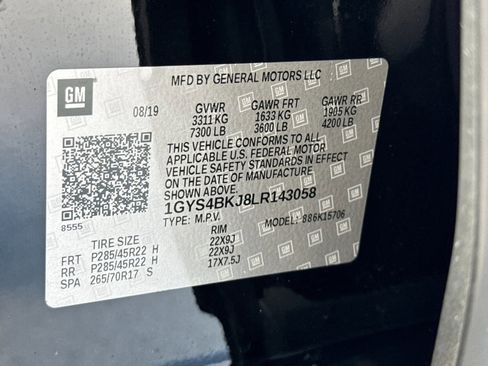 MFD BY GENERAL MOTORS LLC
GM
08/19 GVWR GAWR FRT GAWR RR
3311 KG 1633 KG 1905 KG
7300 LB 3600 LB 4200 LB
THIS VEHICLE CONFORMS TO ALL
APPLICABLE U.S. FEDERAL MOTOR
VEHICLE SAFETY STANDARDS IN EFFECT
ON THE DATE OF MANUFACTURE
SHOWN ABOVE.
1GYS4BKJ8LR143058
8555 TYPE: M.P.V. MODEL: 886K15706
TIRE SIZE RIM
FRT P285/45R22 H 22X9J
RR P285/45R22 H 22X9J
SPA 265/70R17 S 17X7.5J